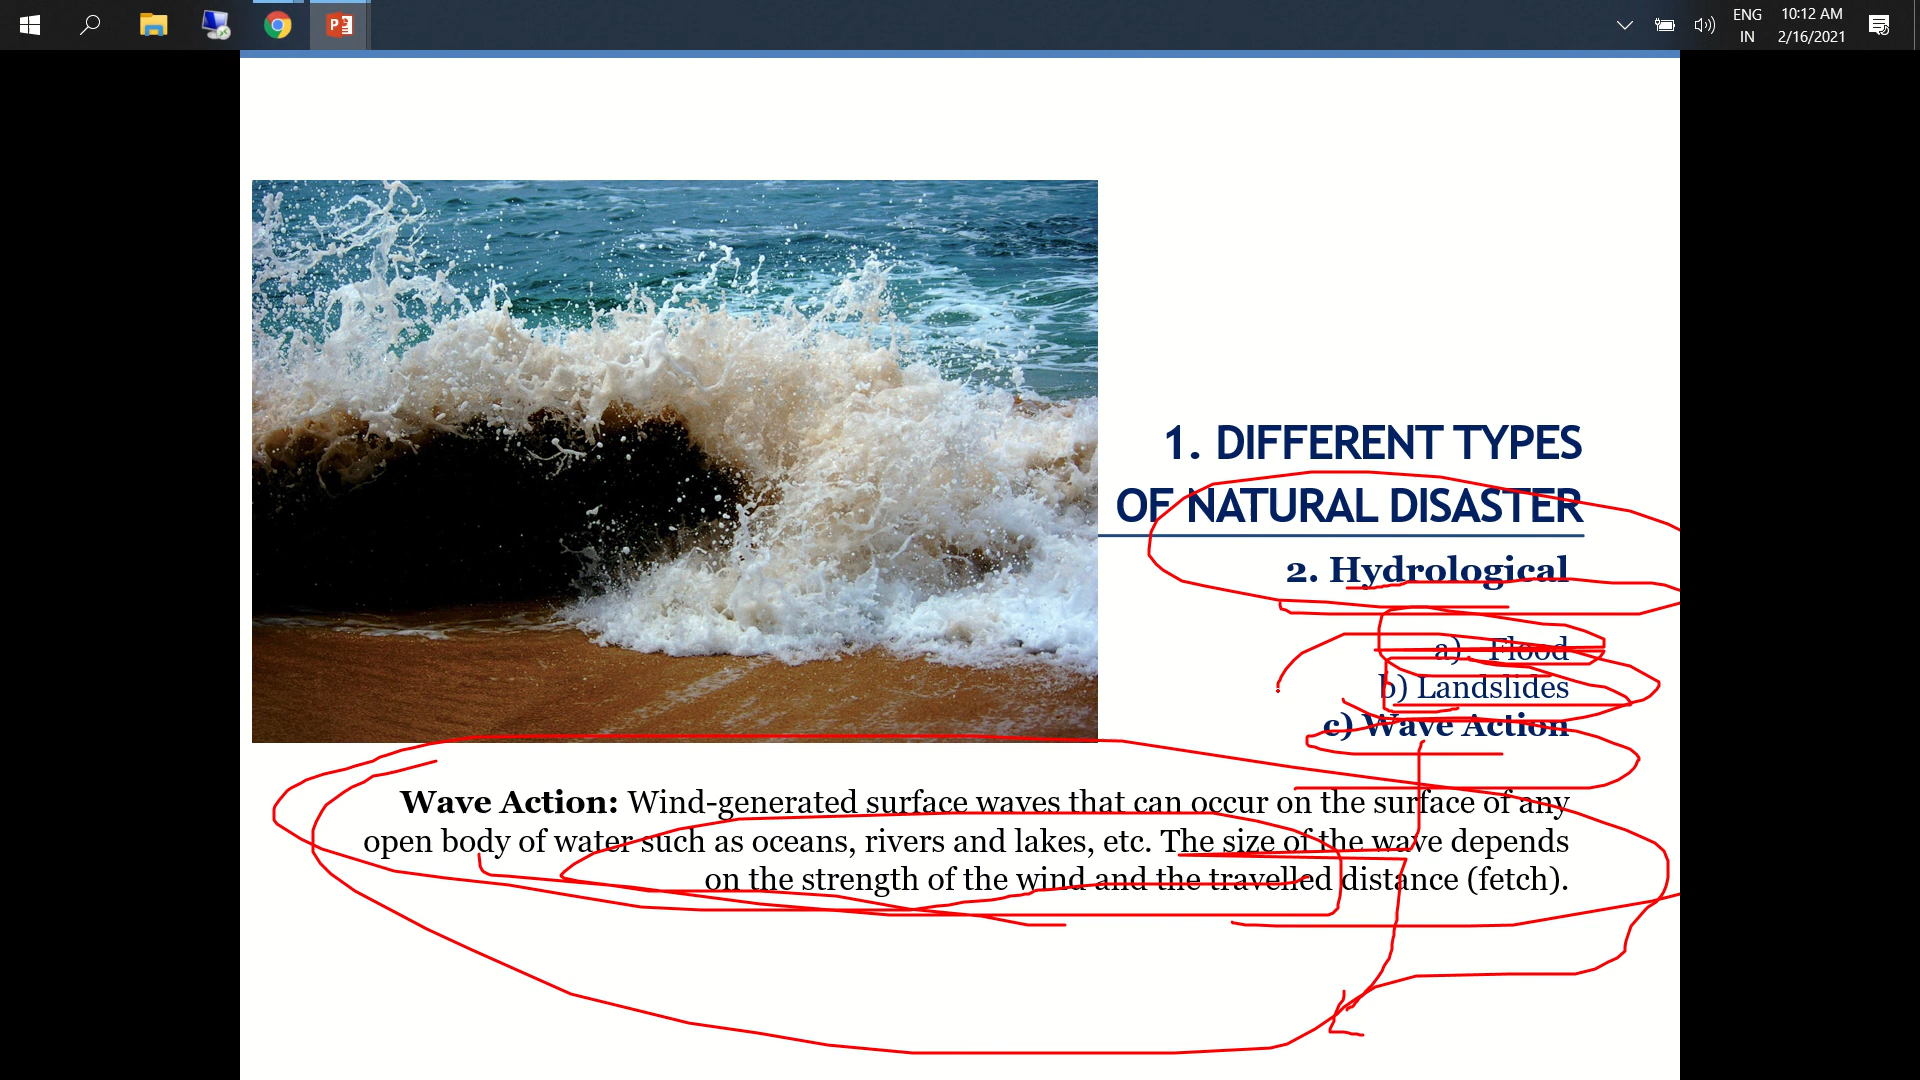 ENG
IN
10:12 AM
2/16/2021
1. DIFFERENT TYPES
OF NATURAL DISASTER
2. Hydrological
a). Flood
b) Landslides
c) Wave Action
Wave Action: Wind-generated surface waves that can occur on the surface of any
open body of water such as oceans, rivers and lakes, etc. The size of the wave depends
on the strength of the wind and the travelled distance (fetch).